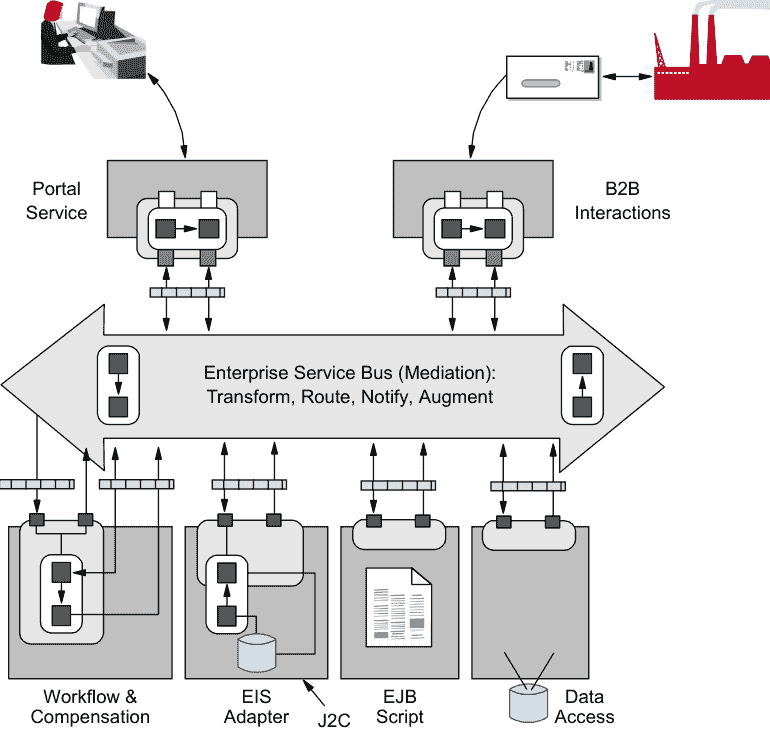 Portal
Service
B2B
Interactions
Enterprise Service Bus (Mediation):
Transform, Route, Notify, Augment
Workflow &
Compensation
EIS
Adapter
J2C
EJB
Script
Data
Access